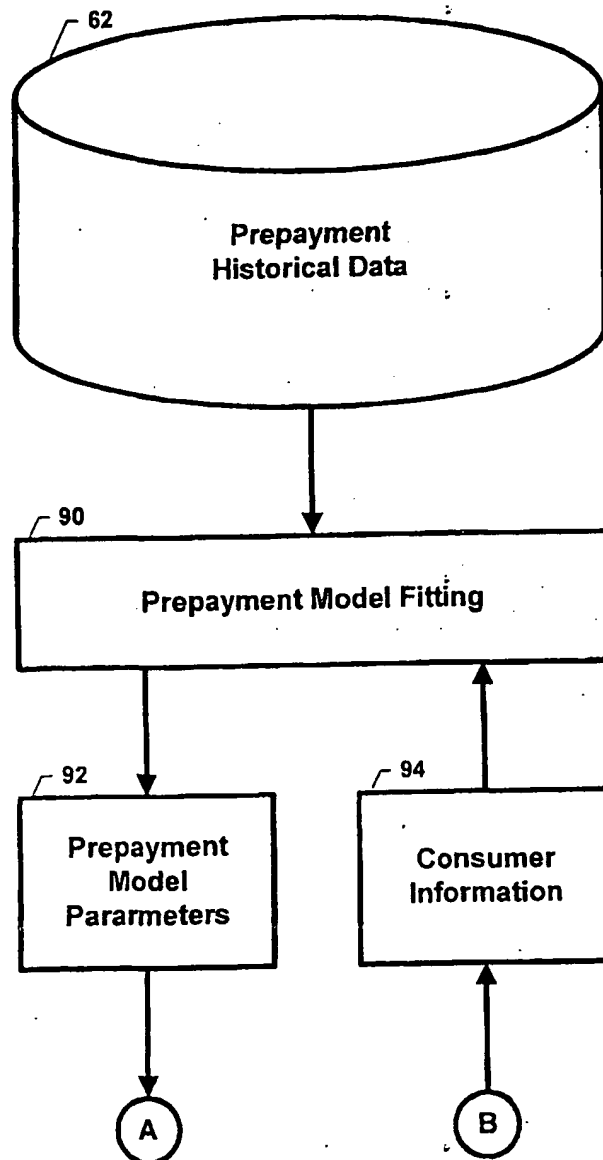 62
Prepayment
Historical Data
90
Prepayment Model Fitting
92
Prepayment
Model
Pararmeters
94
Consumer
Information
A
B